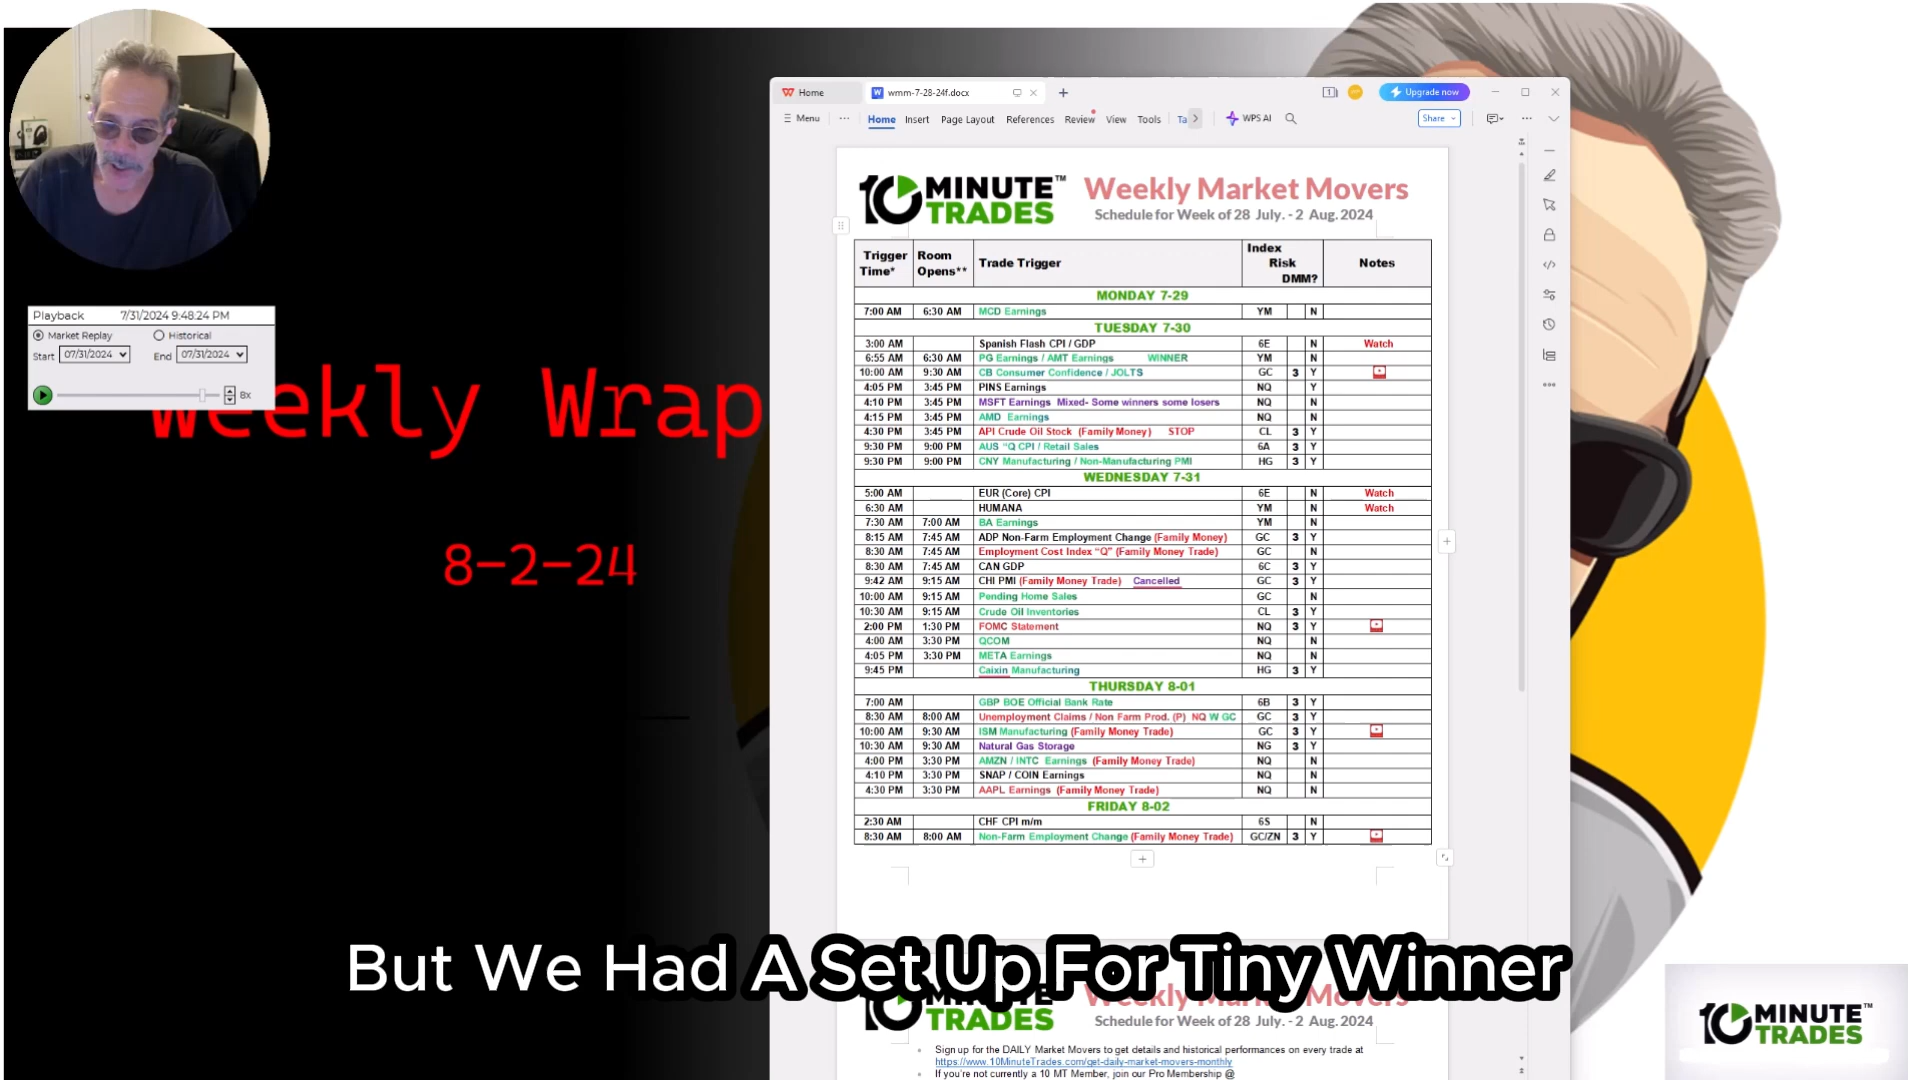 Home
wmm-7-28-24f.docx
Upgrade now
Menu
Home Insert Page Layout References Review View Tools Ta
WPS AI
Share
10 MINUTE TRADES™
Weekly Market Movers
Schedule for Week of 28 July. - 2 Aug. 2024
Trigger Time* Room Opens** Trade Trigger Index Risk DMM? Notes
MONDAY 7-29
7:00 AM 6:30 AM MCD Earnings YM N
TUESDAY 7-30
3:00 AM Spanish Flash CPI / GDP 6E N Watch
6:55 AM 6:30 AM PG Earnings / AMT Earnings WINNER YM N
10:00 AM 9:30 AM CB Consumer Confidence / JOLTS GC 3 Y
4:05 PM 3:45 PM PINS Earnings NQ Y
4:10 PM 3:45 PM MSFT Earnings Mixed- Some winners some losers NQ N
4:15 PM 3:45 PM AMD Earnings NQ N
4:30 PM 3:45 PM API Crude Oil Stock (Family Money) STOP CL 3 Y
9:30 PM 9:00 PM AUS "Q CPI / Retail Sales 6A 3 Y
9:30 PM 9:00 PM CNY Manufacturing / Non-Manufacturing PMI HG 3 Y
WEDNESDAY 7-31
5:00 AM EUR (Core) CPI 6E N Watch
6:30 AM HUMANA YM N Watch
7:30 AM 7:00 AM BA Earnings YM N
8:15 AM 7:45 AM ADP Non-Farm Employment Change (Family Money) GC 3 Y
8:30 AM 7:45 AM Employment Cost Index "Q" (Family Money Trade) GC N
8:30 AM 7:45 AM CAN GDP 6C 3 Y
9:42 AM 9:15 AM CHI PMI (Family Money Trade) Cancelled GC 3 Y
10:00 AM 9:15 AM Pending Home Sales GC N
10:30 AM 9:15 AM Crude Oil Inventories CL 3 Y
2:00 PM 1:30 PM FOMC Statement NQ 3 Y
4:00 AM 3:30 PM QCOM NQ N
4:05 PM 3:30 PM META Earnings NQ N
9:45 PM Caixin Manufacturing HG 3 Y
THURSDAY 8-01
7:00 AM GBP BOE Official Bank Rate 6B 3 Y
8:30 AM 8:00 AM Unemployment Claims / Non Farm Prod. (P) NQ W GC GC 3 Y
10:00 AM 9:30 AM ISM Manufacturing (Family Money Trade) GC 3 Y
10:30 AM 9:30 AM Natural Gas Storage NG 3 Y
4:00 PM 3:30 PM AMZN / INTC Earnings (Family Money Trade) NQ N
4:10 PM 3:30 PM SNAP / COIN Earnings NQ N
4:30 PM 3:30 PM AAPL Earnings (Family Money Trade) NQ N
FRIDAY 8-02
2:30 AM CHF CPI m/m 6S N
8:30 AM 8:00 AM Non-Farm Employment Change (Family Money Trade) GC/ZN 3 Y
Playback 7/31/2024 9:48:24 PM
Market Replay Historical
Start 07/31/2024 End 07/31/2024
8x
Weekly Wrap
8-2-24
But We Had A Set Up For Tiny Winner
10 MINUTE TRADES
Weekly Market Movers
Schedule for Week of 28 July. - 2 Aug. 2024
Sign up for the DAILY Market Movers to get details and historical performances on every trade at
https://www.10MinuteTrades.com/get-daily-market-movers-monthly
If you're not currently a 10 MT Member, join our Pro Membership @
10 MINUTE TRADES™